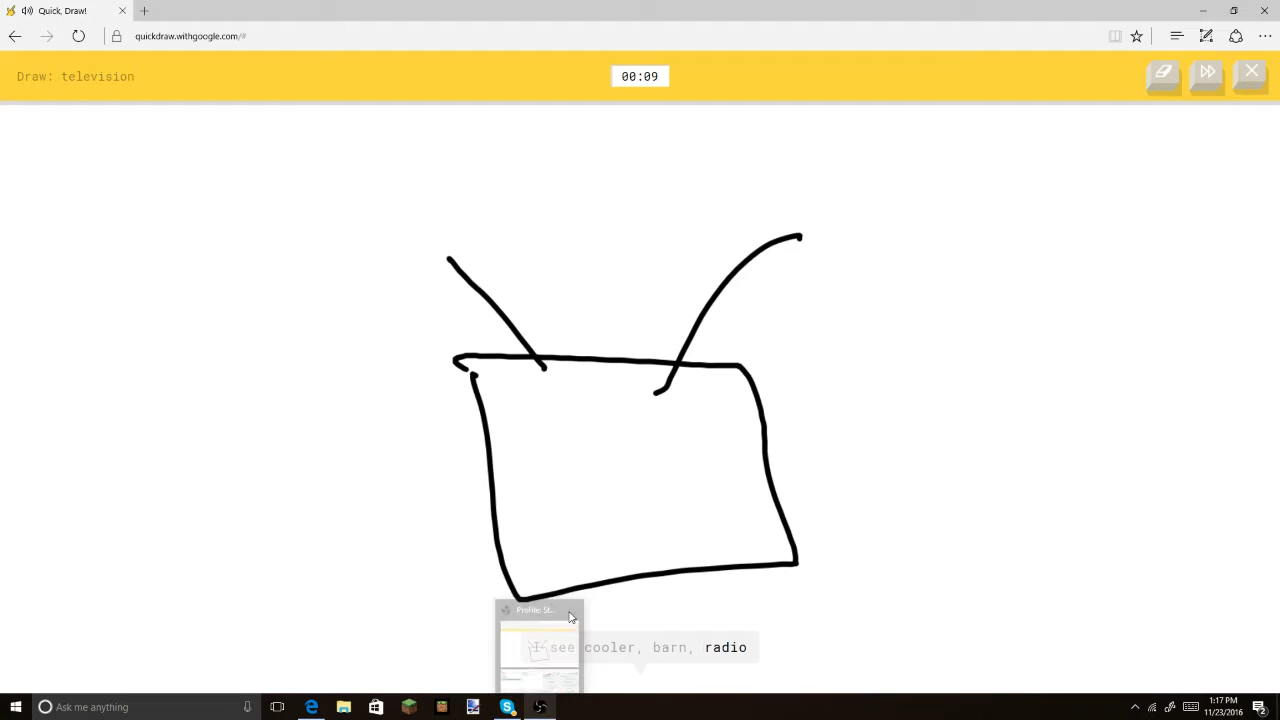 Quick, Draw!
quickdraw.withgoogle.com/#
Draw: television
00:09
Profile: St...
I see cooler, barn, radio
Ask me anything
1:17 PM
11/23/2016
2